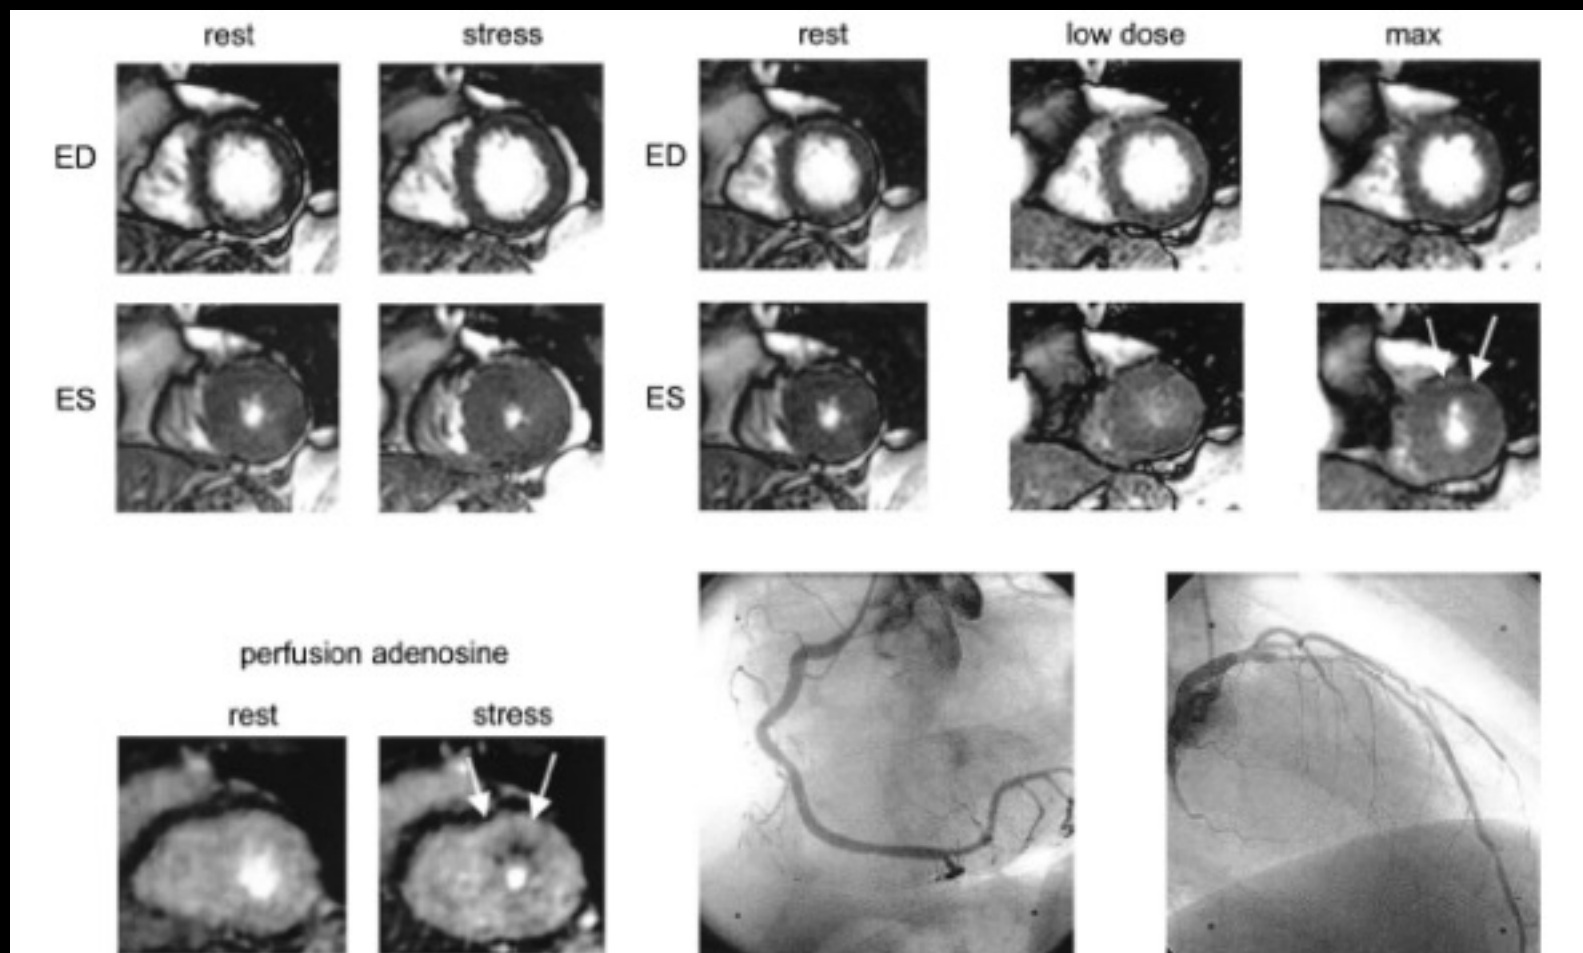 rest stress rest low dose max
ED ED
ES ES
perfusion adenosine
rest stress